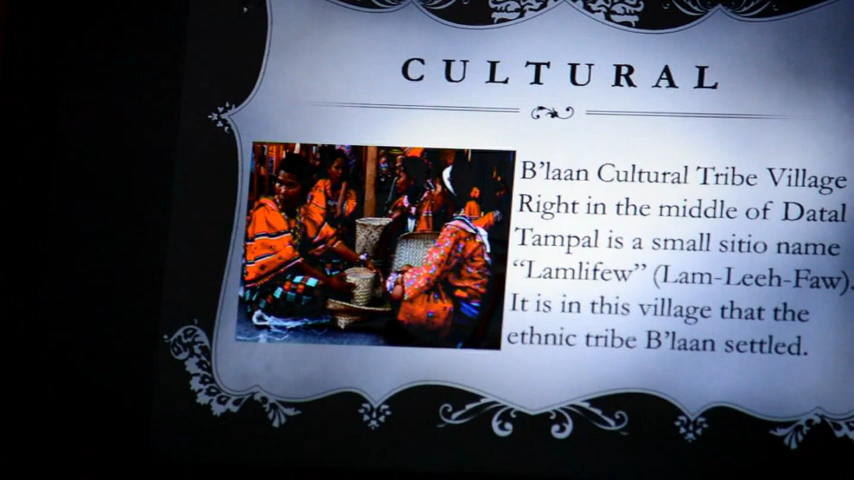 CULTURAL
B’laan Cultural Tribe Village
Right in the middle of Datal
Tampal is a small sitio name
“Lamlifew” (Lam-Leeh-Faw).
It is in this village that the
ethnic tribe B’laan settled.